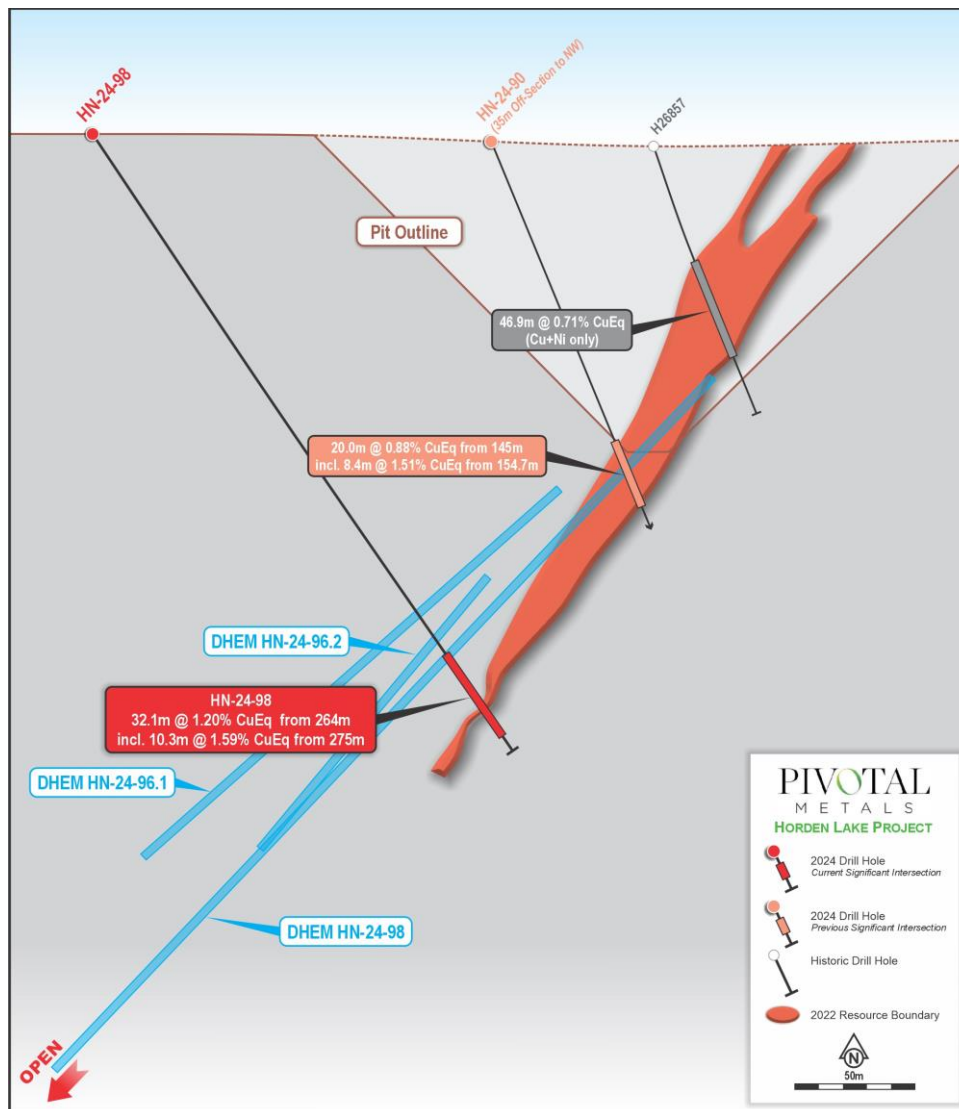 HN-24-98
HN-24-90
(35m Off-Section to NW)
H26857
Pit Outline
46.9m @ 0.71% CuEq
(Cu+Ni only)
20.0m @ 0.88% CuEq from 145m
incl. 8.4m @ 1.51% CuEq from 154.7m
DHEM HN-24-96.2
HN-24-98
32.1m @ 1.20% CuEq from 264m
incl. 10.3m @ 1.59% CuEq from 275m
DHEM HN-24-96.1
DHEM HN-24-98
OPEN
PIVOTAL
METALS
HORDEN LAKE PROJECT
2024 Drill Hole
Current Significant Intersection
2024 Drill Hole
Previous Significant Intersection
Historic Drill Hole
2022 Resource Boundary
N
50m